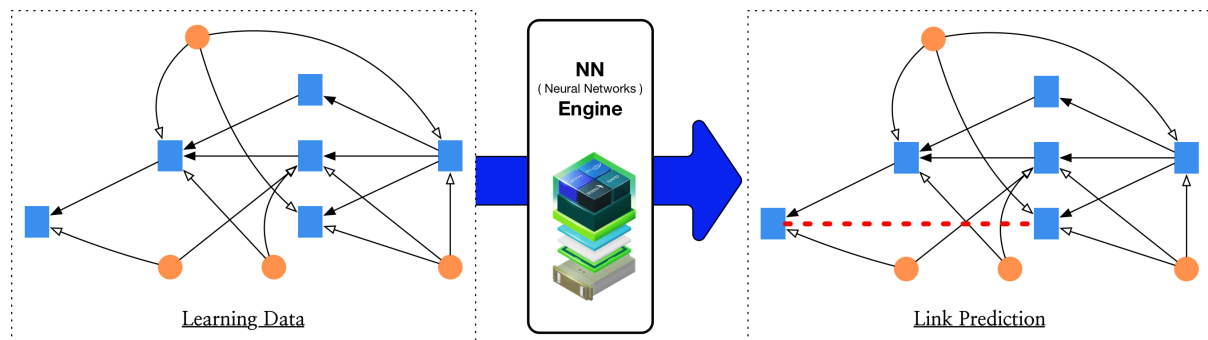 NN
( Neural Networks )
Engine
Learning Data
Link Prediction